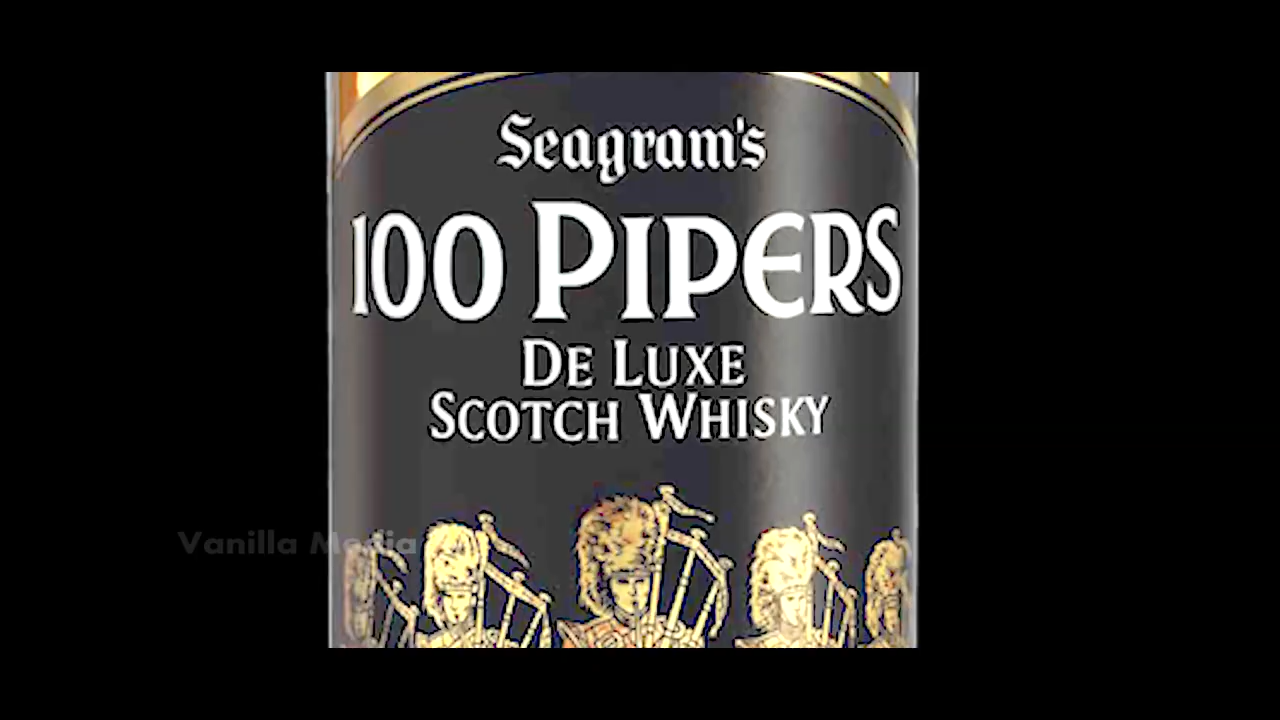 Seagram's
100 PIPERS
DE LUXE
SCOTCH WHISKY
Vanilla Media